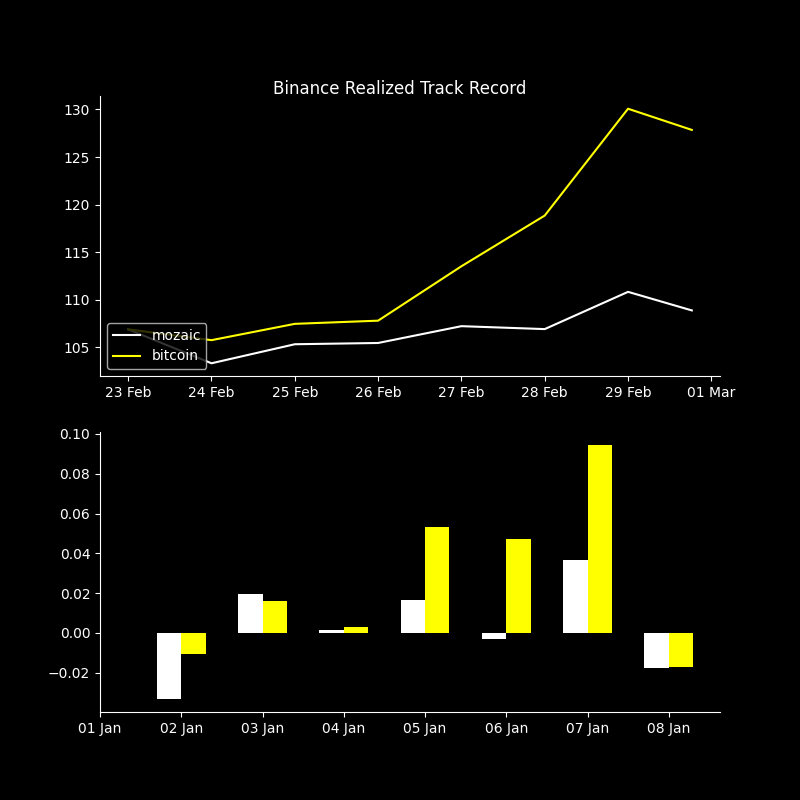 Binance Realized Track Record
130
125
120
115
110
105
mozaic
bitcoin
23 Feb 24 Feb 25 Feb 26 Feb 27 Feb 28 Feb 29 Feb 01 Mar
0.10
0.08
0.06
0.04
0.02
0.00
−0.02
01 Jan 02 Jan 03 Jan 04 Jan 05 Jan 06 Jan 07 Jan 08 Jan